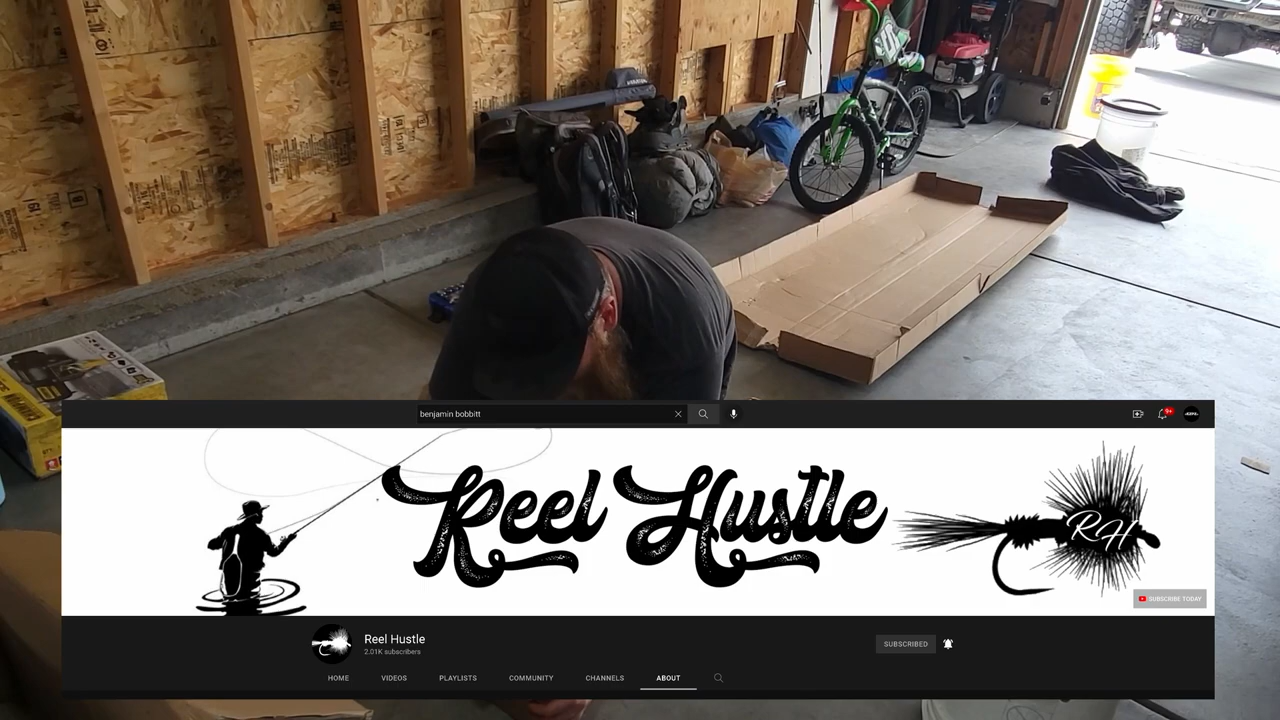 benjamin bobbitt
9+
Reel Hustle
RH
SUBSCRIBE TODAY
Reel Hustle
2.01K subscribers
SUBSCRIBED
HOME
VIDEOS
PLAYLISTS
COMMUNITY
CHANNELS
ABOUT